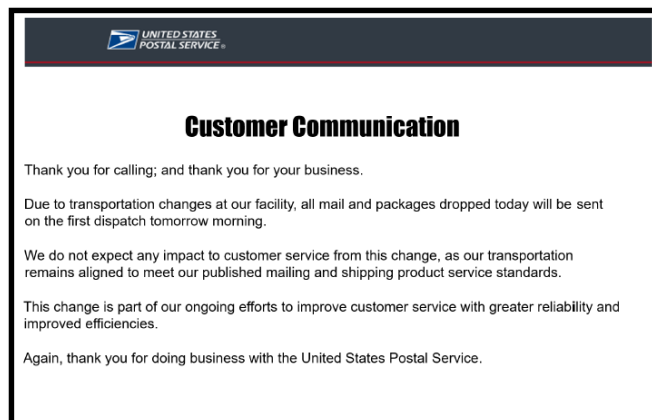 UNITED STATES
POSTAL SERVICE®
Customer Communication
Thank you for calling; and thank you for your business.
Due to transportation changes at our facility, all mail and packages dropped today will be sent
on the first dispatch tomorrow morning.
We do not expect any impact to customer service from this change, as our transportation
remains aligned to meet our published mailing and shipping product service standards.
This change is part of our ongoing efforts to improve customer service with greater reliability and
improved efficiencies.
Again, thank you for doing business with the United States Postal Service.